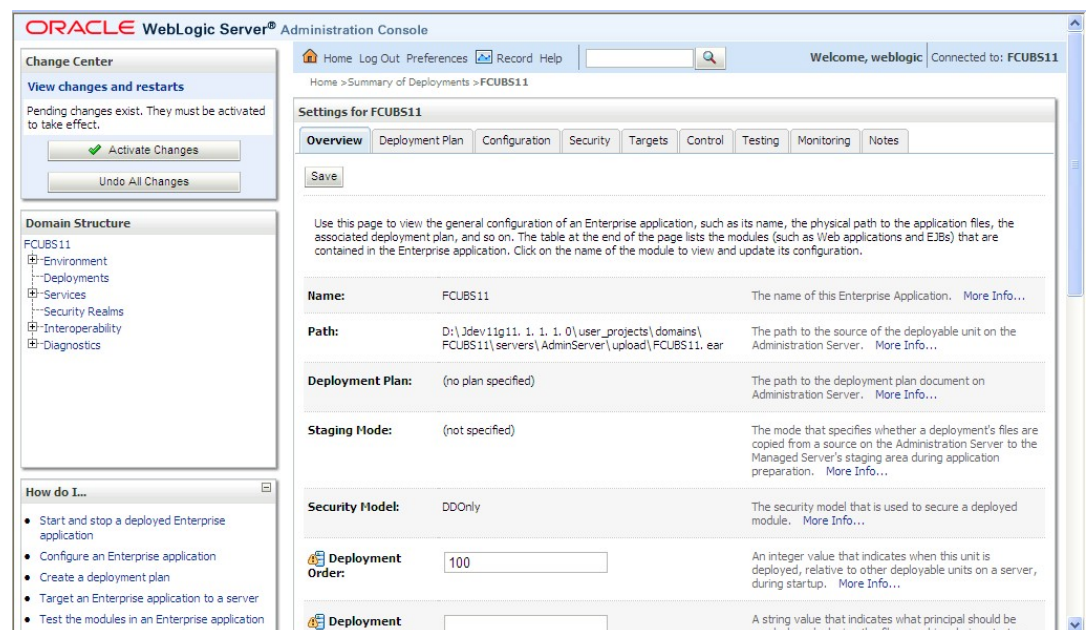 ORACLE WebLogic Server® Administration Console
Change Center
View changes and restarts
Pending changes exist. They must be activated
to take effect.
Activate Changes
Undo All Changes
Domain Structure
FCUBS11
Environment
Deployments
Services
Security Realms
Interoperability
Diagnostics
How do I...
Start and stop a deployed Enterprise
application
Configure an Enterprise application
Create a deployment plan
Target an Enterprise application to a server
Test the modules in an Enterprise application
Home Log Out Preferences Record Help
Welcome, weblogic Connected to: FCUBS11
Home >Summary of Deployments >FCUBS11
Settings for FCUBS11
Overview Deployment Plan Configuration Security Targets Control Testing Monitoring Notes
Save
Use this page to view the general configuration of an Enterprise application, such as its name, the physical path to the application files, the
associated deployment plan, and so on. The table at the end of the page lists the modules (such as Web applications and EJBs) that are
contained in the Enterprise application. Click on the name of the module to view and update its configuration.
Name: FCUBS11 The name of this Enterprise Application. More Info...
Path: D:\Jdev11g11. 1. 1. 1. 0\user_projects\domains\ The path to the source of the deployable unit on the
FCUBS11\servers\AdminServer\upload\FCUBS11. ear Administration Server. More Info...
Deployment Plan: (no plan specified) The path to the deployment plan document on
Administration Server. More Info...
Staging Mode: (not specified) The mode that specifies whether a deployment's files are
copied from a source on the Administration Server to the
Managed Server's staging area during application
preparation. More Info...
Security Model: DDOnly The security model that is used to secure a deployed
module. More Info...
Deployment 100 An integer value that indicates when this unit is
Order: deployed, relative to other deployable units on a server,
during startup. More Info...
Deployment A string value that indicates what principal should be